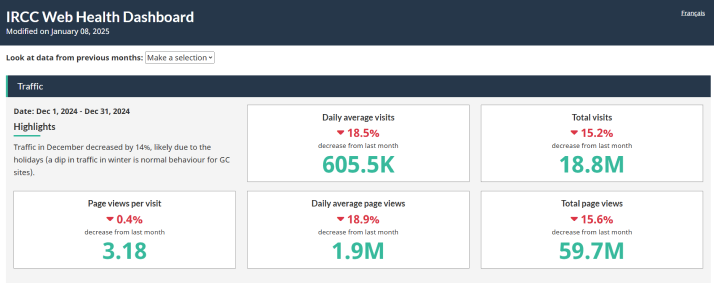 IRCC Web Health Dashboard
Français
Modified on January 08, 2025
Look at data from previous months: Make a selection
Traffic
Date: Dec 1, 2024 - Dec 31, 2024
Highlights
Traffic in December decreased by 14%, likely due to the
holidays (a dip in traffic in winter is normal behaviour for GC
sites).
Daily average visits
18.5%
decrease from last month
605.5K
Total visits
15.2%
decrease from last month
18.8M
Page views per visit
0.4%
decrease from last month
3.18
Daily average page views
18.9%
decrease from last month
1.9M
Total page views
15.6%
decrease from last month
59.7M